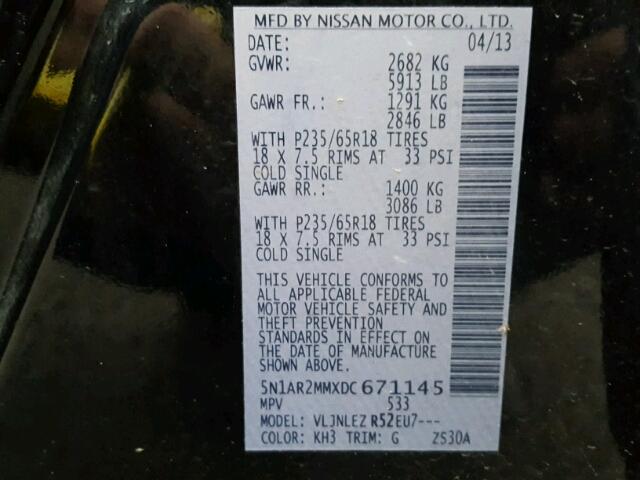 MFD BY NISSAN MOTOR CO., LTD.
DATE: 04/13
GVWR: 2682 KG
5913 LB
GAWR FR.: 1291 KG
2846 LB
WITH P235/65R18 TIRES
18 X 7.5 RIMS AT 33 PSI
COLD SINGLE
GAWR RR.: 1400 KG
3086 LB
WITH P235/65R18 TIRES
18 X 7.5 RIMS AT 33 PSI
COLD SINGLE
THIS VEHICLE CONFORMS TO
ALL APPLICABLE FEDERAL
MOTOR VEHICLE SAFETY AND
THEFT PREVENTION
STANDARDS IN EFFECT ON
THE DATE OF MANUFACTURE
SHOWN ABOVE.
5N1AR2MMXDC671145
MPV 533
MODEL: VLJNLEZ R52EU7---
COLOR: KH3 TRIM: G ZS30A